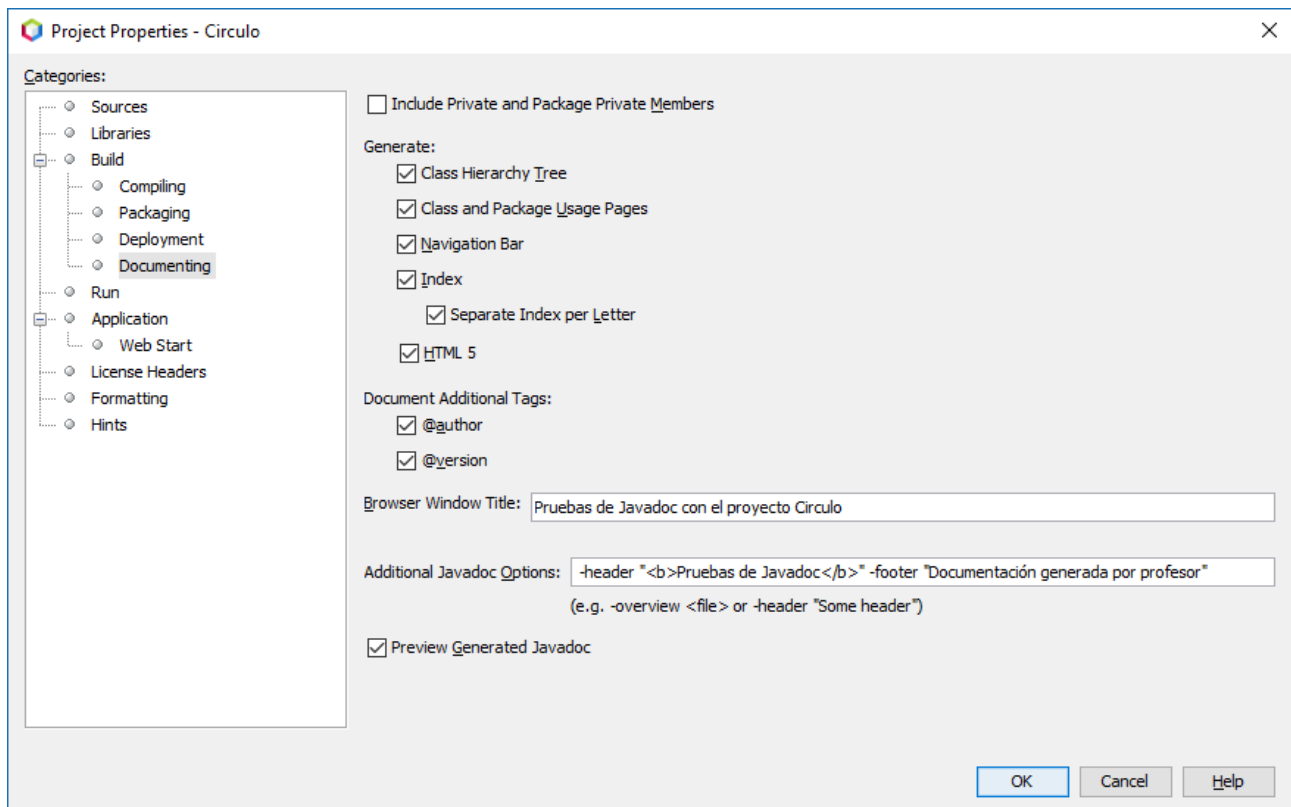 Project Properties - Circulo
Categories:
Sources
Libraries
Build
Compiling
Packaging
Deployment
Documenting
Run
Application
Web Start
License Headers
Formatting
Hints
Include Private and Package Private Members
Generate:
Class Hierarchy Tree
Class and Package Usage Pages
Navigation Bar
Index
Separate Index per Letter
HTML 5
Document Additional Tags:
@author
@version
Browser Window Title: Pruebas de Javadoc con el proyecto Circulo
Additional Javadoc Options: -header "<b>Pruebas de Javadoc</b>" -footer "Documentación generada por profesor"
(e.g. -overview <file> or -header "Some header")
Preview Generated Javadoc
OK Cancel Help